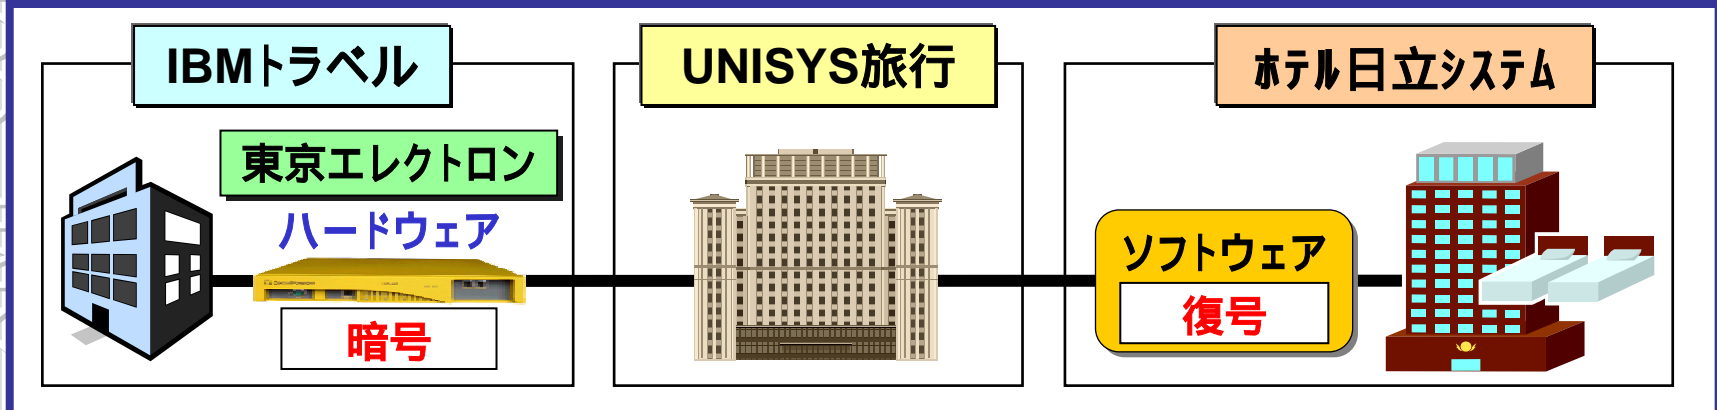 IBMトラベル
UNISYS旅行
ホテル日立システム
東京エレクトロン
ハードウェア
暗号
ソフトウェア
復号